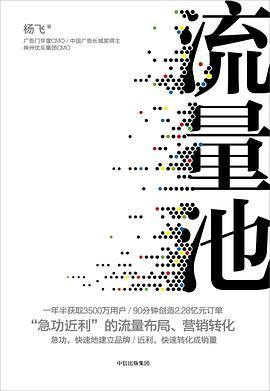 流量池
杨飞 著
广告门年度CMO/中国广告长城奖得主
神州优车集团CMO
一年半获取3500万用户/90分钟创造2.28亿元订单
“急功近利”的流量布局、营销转化
急功，快速地建立品牌/近利，快速转化成销量
中信出版集团